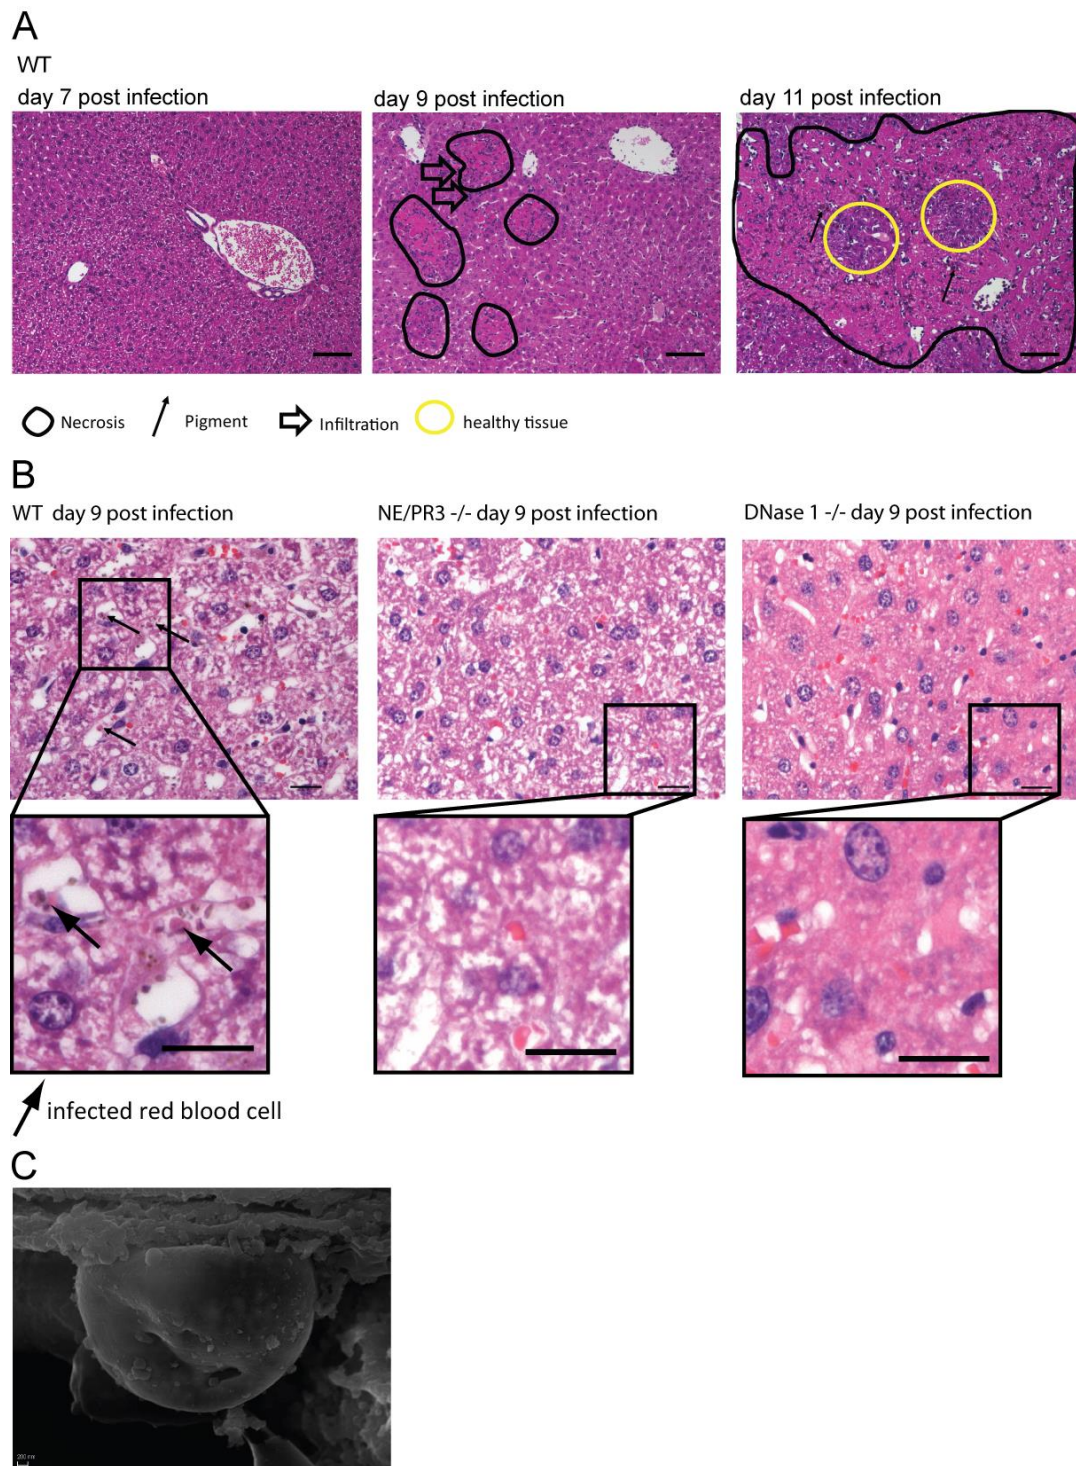 A
WT
day 7 post infection
day 9 post infection
day 11 post infection
Necrosis
Pigment
Infiltration
healthy tissue
B
WT day 9 post infection
NE/PR3 -/- day 9 post infection
DNase 1 -/- day 9 post infection
infected red blood cell
C
200 nm